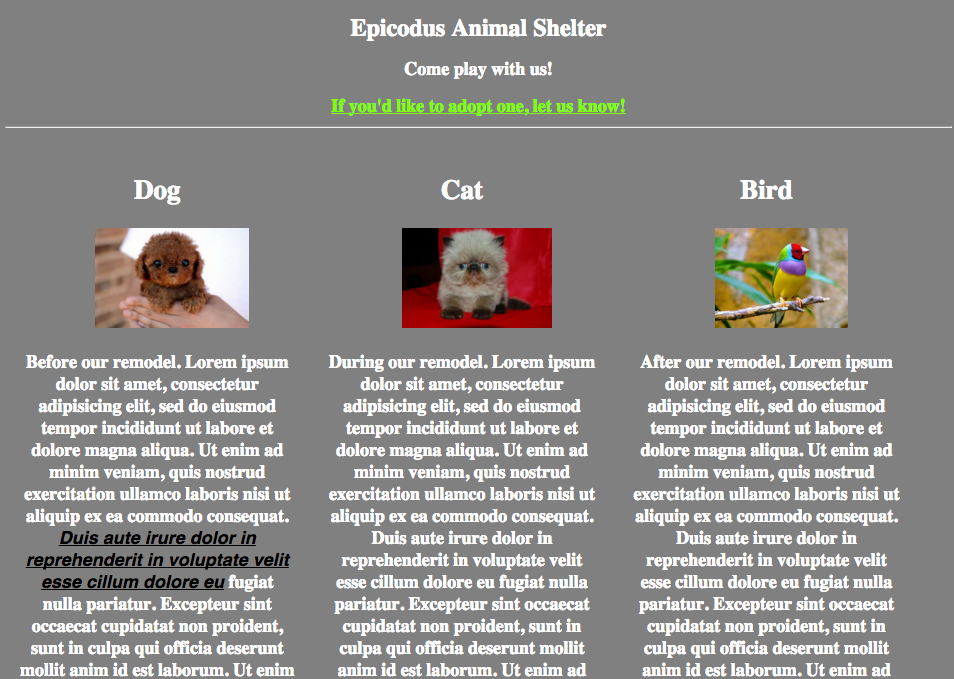 Epicodus Animal Shelter
Come play with us!
If you'd like to adopt one, let us know!
Dog
Before our remodel. Lorem ipsum
dolor sit amet, consectetur
adipisicing elit, sed do eiusmod
tempor incididunt ut labore et
dolore magna aliqua. Ut enim ad
minim veniam, quis nostrud
exercitation ullamco laboris nisi ut
aliquip ex ea commodo consequat.
Duis aute irure dolor in
reprehenderit in voluptate velit
esse cillum dolore eu fugiat
nulla pariatur. Excepteur sint
occaecat cupidatat non proident,
sunt in culpa qui officia deserunt
mollit anim id est laborum. Ut enim
Cat
During our remodel. Lorem ipsum
dolor sit amet, consectetur
adipisicing elit, sed do eiusmod
tempor incididunt ut labore et
dolore magna aliqua. Ut enim ad
minim veniam, quis nostrud
exercitation ullamco laboris nisi ut
aliquip ex ea commodo consequat.
Duis aute irure dolor in
reprehenderit in voluptate velit
esse cillum dolore eu fugiat nulla
pariatur. Excepteur sint occaecat
cupidatat non proident, sunt in
culpa qui officia deserunt mollit
anim id est laborum. Ut enim ad
Bird
After our remodel. Lorem ipsum
dolor sit amet, consectetur
adipisicing elit, sed do eiusmod
tempor incididunt ut labore et
dolore magna aliqua. Ut enim ad
minim veniam, quis nostrud
exercitation ullamco laboris nisi ut
aliquip ex ea commodo consequat.
Duis aute irure dolor in
reprehenderit in voluptate velit
esse cillum dolore eu fugiat nulla
pariatur. Excepteur sint occaecat
cupidatat non proident, sunt in
culpa qui officia deserunt mollit
anim id est laborum. Ut enim ad